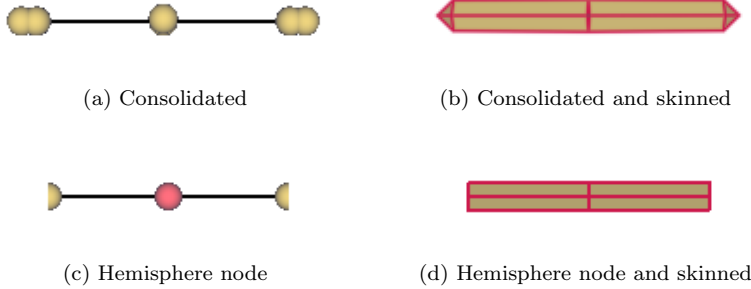 (a) Consolidated
(b) Consolidated and skinned
(c) Hemisphere node
(d) Hemisphere node and skinned